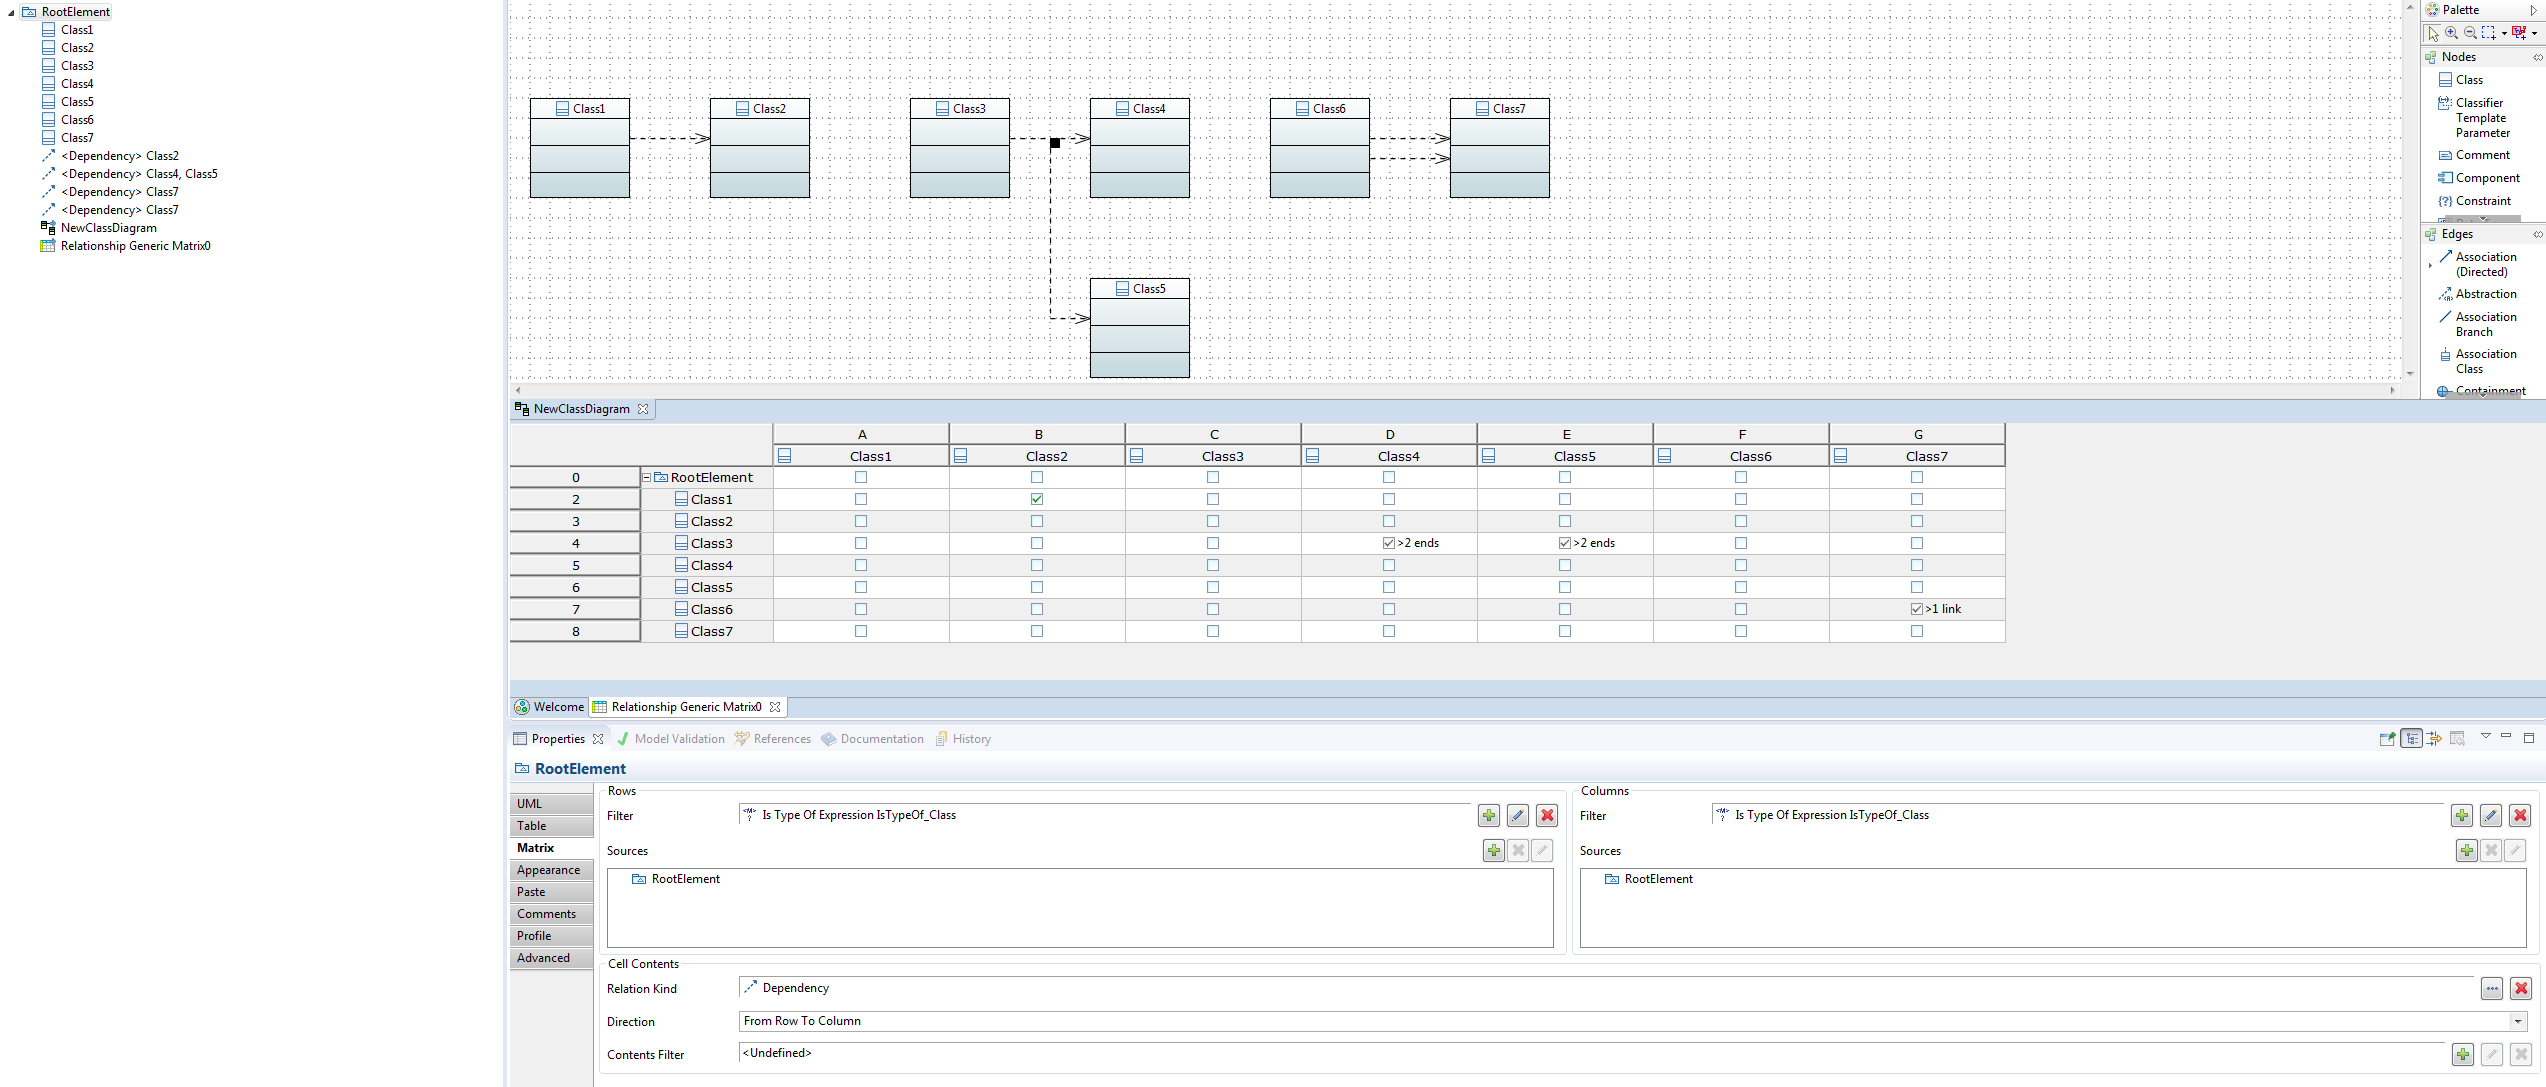 RootElement
Class1
Class2
Class3
Class4
Class5
Class6
Class7
<Dependency> Class2
<Dependency> Class4, Class5
<Dependency> Class7
<Dependency> Class7
NewClassDiagram
Relationship Generic Matrix0
Class1
Class2
Class3
Class4
Class6
Class7
Class5
Palette
Nodes
Class
Classifier
Template
Parameter
Comment
Component
{?} Constraint
Edges
Association
(Directed)
Abstraction
Association
Branch
Association
Class
Containment
NewClassDiagram
A B C D E F G
Class1 Class2 Class3 Class4 Class5 Class6 Class7
0 RootElement
2 Class1
3 Class2
4 Class3 >2 ends >2 ends
5 Class4
6 Class5
7 Class6 >1 link
8 Class7
Welcome Relationship Generic Matrix0
Properties Model Validation References Documentation History
RootElement
UML
Table
Matrix
Appearance
Paste
Comments
Profile
Advanced
Rows
Filter <M> ? Is Type Of Expression IsTypeOf_Class
Sources
RootElement
Columns
Filter <M> ? Is Type Of Expression IsTypeOf_Class
Sources
RootElement
Cell Contents
Relation Kind Dependency
Direction From Row To Column
Contents Filter <Undefined>